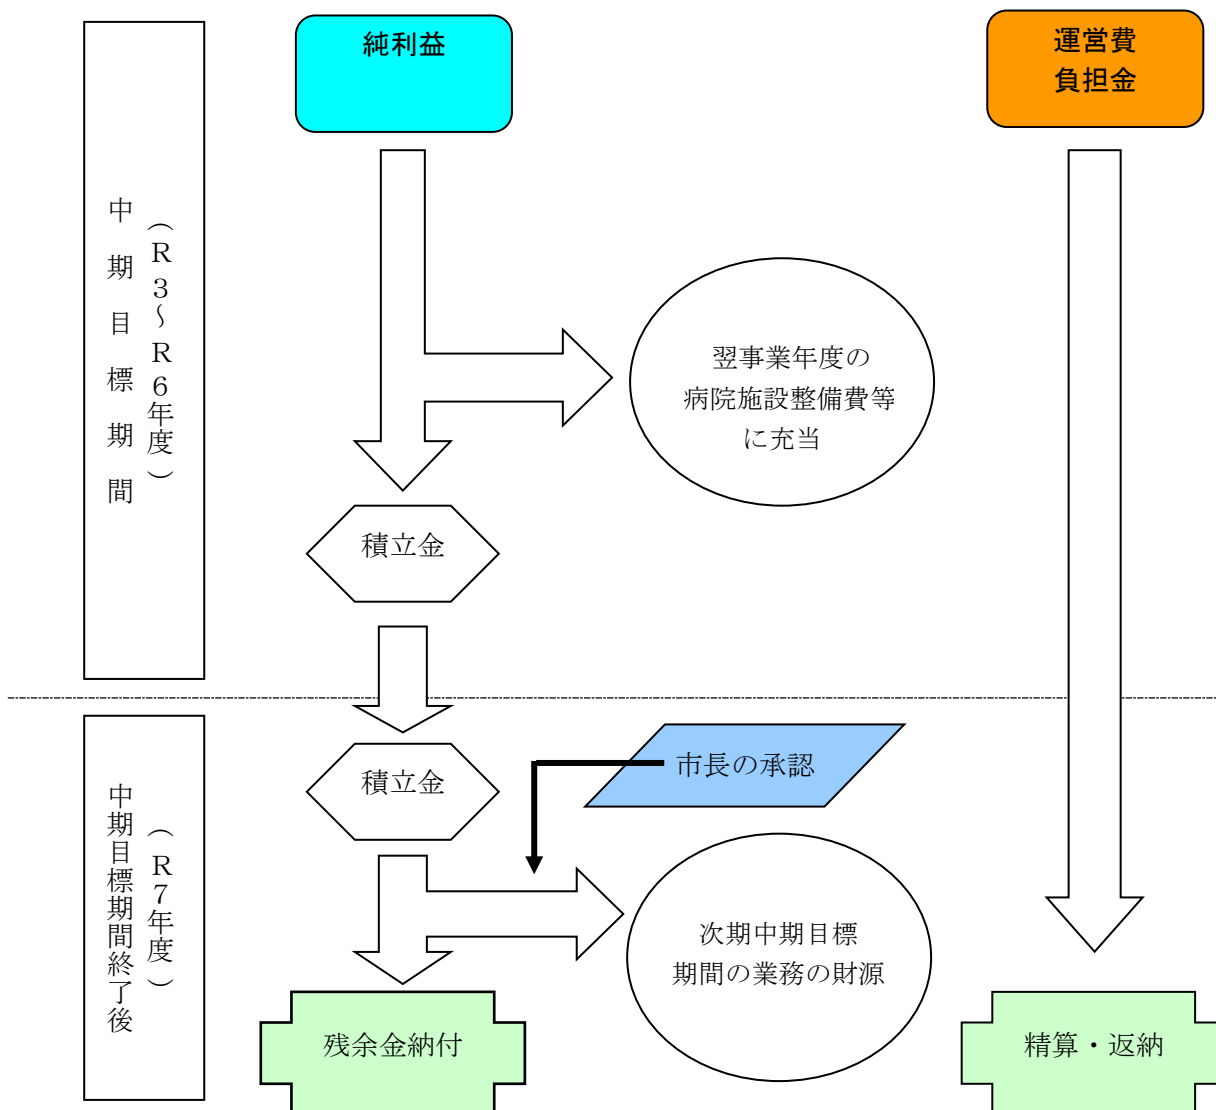 純利益
運営費
負担金
中期目標期間
（R3～R6年度）
翌事業年度の
病院施設整備費等
に充当
積立金
中期目標期間終了後
（R7年度）
積立金
市長の承認
次期中期目標
期間の業務の財源
残余金納付
精算・返納